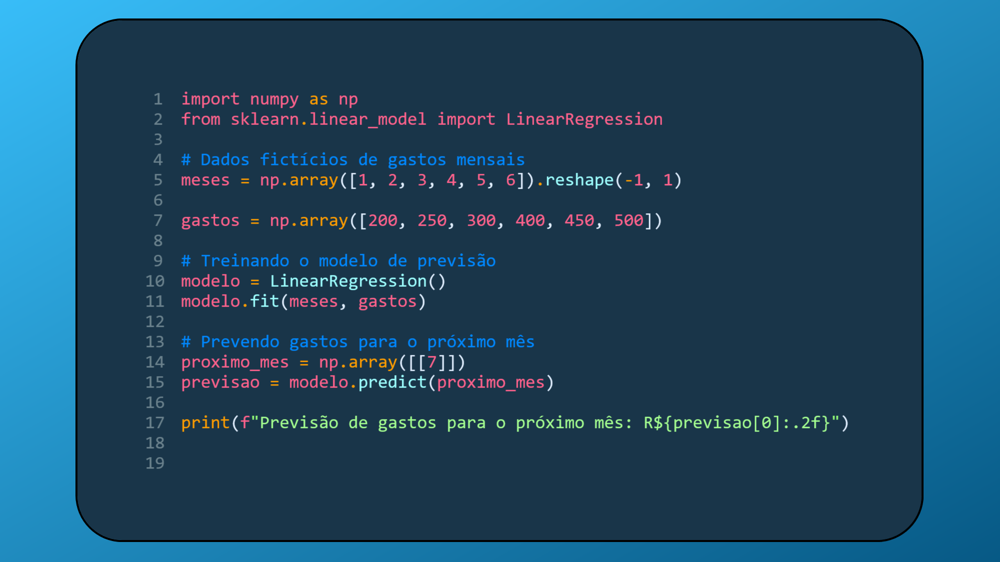 1 import numpy as np
2 from sklearn.linear_model import LinearRegression
3
4 # Dados fictícios de gastos mensais
5 meses = np.array([1, 2, 3, 4, 5, 6]).reshape(-1, 1)
6
7 gastos = np.array([200, 250, 300, 400, 450, 500])
8
9 # Treinando o modelo de previsão
10 modelo = LinearRegression()
11 modelo.fit(meses, gastos)
12
13 # Prevendo gastos para o próximo mês
14 proximo_mes = np.array([[7]])
15 previsao = modelo.predict(proximo_mes)
16
17 print(f"Previsão de gastos para o próximo mês: R${previsao[0]:.2f}")
18
19